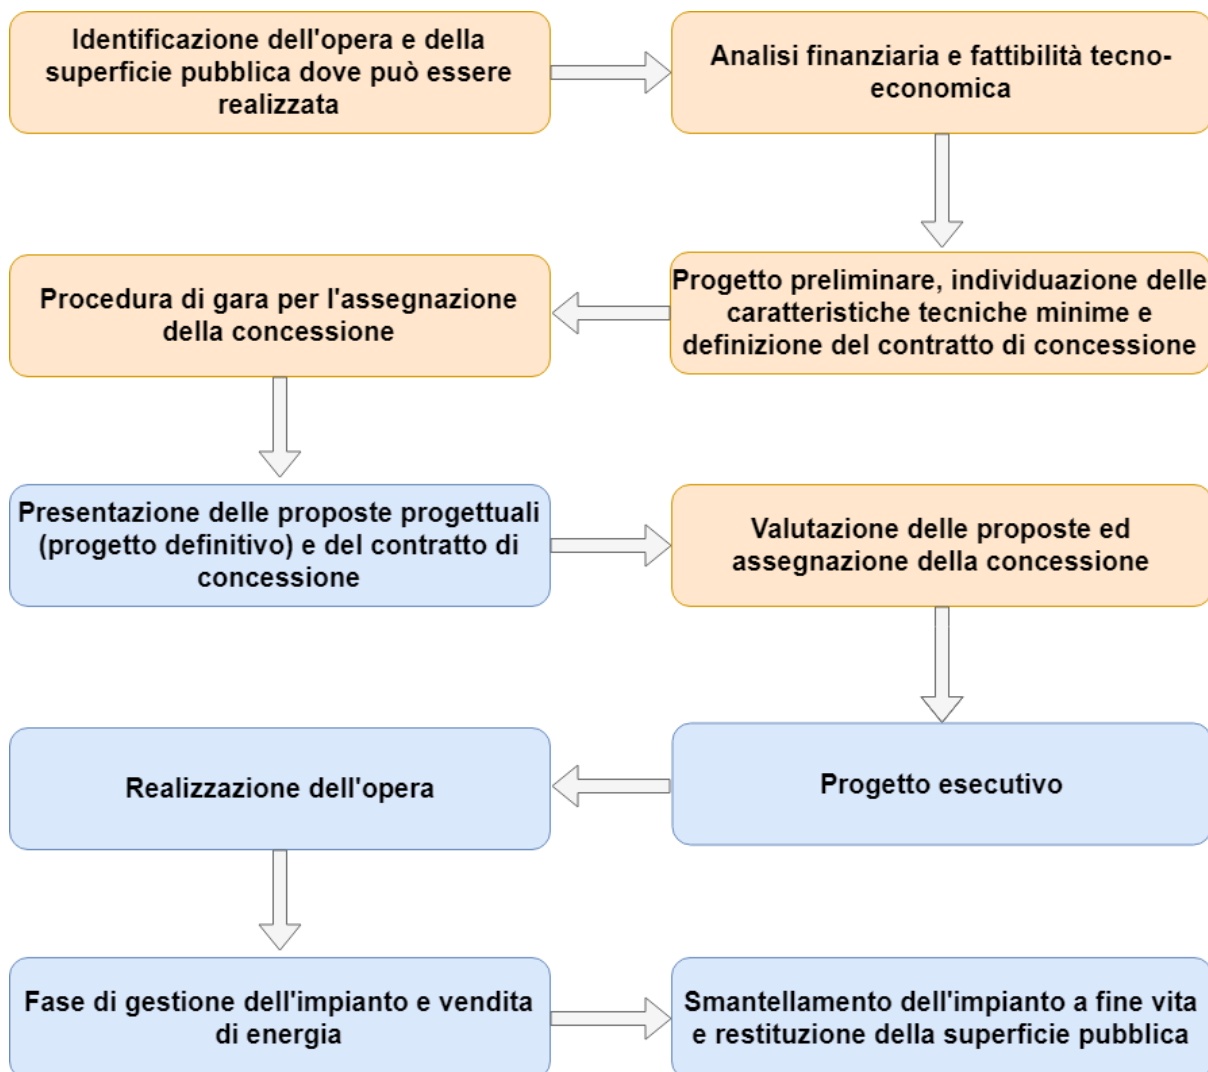 Identificazione dell'opera e della
superficie pubblica dove può essere
realizzata
Analisi finanziaria e fattibilità tecno-
economica
Progetto preliminare, individuazione delle
caratteristiche tecniche minime e
definizione del contratto di concessione
Procedura di gara per l'assegnazione
della concessione
Presentazione delle proposte progettuali
(progetto definitivo) e del contratto di
concessione
Valutazione delle proposte ed
assegnazione della concessione
Progetto esecutivo
Realizzazione dell'opera
Fase di gestione dell'impianto e vendita
di energia
Smantellamento dell'impianto a fine vita
e restituzione della superficie pubblica